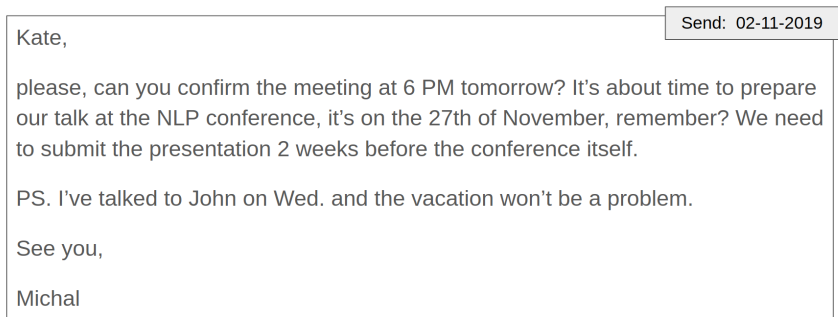 Send: 02-11-2019
Kate,
please, can you confirm the meeting at 6 PM tomorrow? It’s about time to prepare
our talk at the NLP conference, it’s on the 27th of November, remember? We need
to submit the presentation 2 weeks before the conference itself.
PS. I’ve talked to John on Wed. and the vacation won’t be a problem.
See you,
Michal